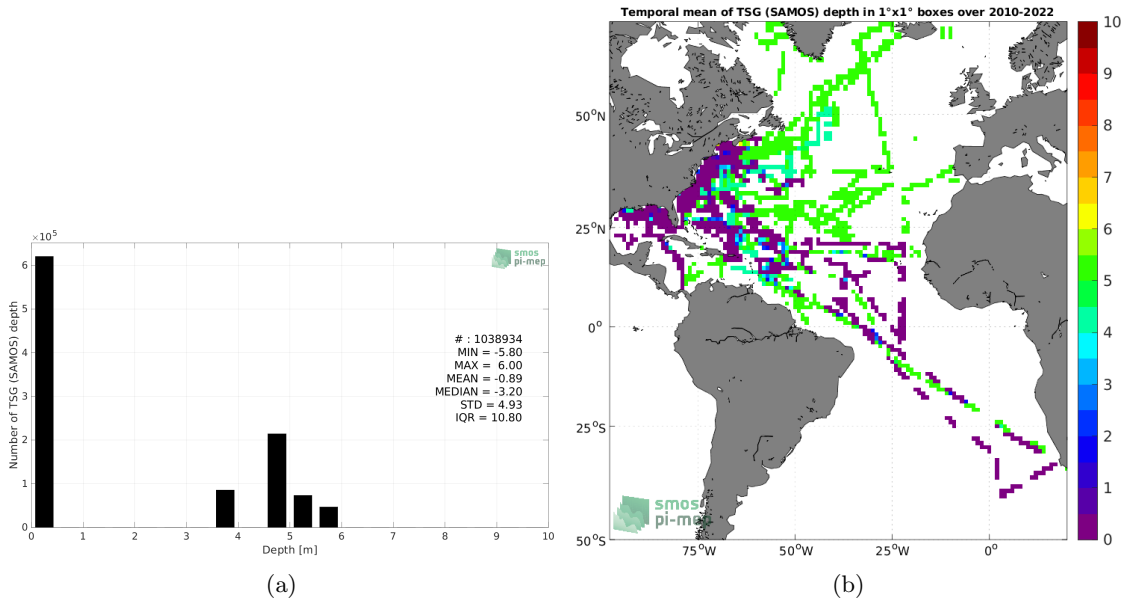 Temporal mean of TSG (SAMOS) depth in 1°x1° boxes over 2010-2022
×10⁵
6
5
4
3
2
1
0
Number of TSG (SAMOS) depth
smos
pi-mep
# : 1038934
MIN = -5.80
MAX = 6.00
MEAN = -0.89
MEDIAN = -3.20
STD = 4.93
IQR = 10.80
0 1 2 3 4 5 6 7 8 9 10
Depth [m]
(a)
50°N
25°N
0°
25°S
50°S
75°W 50°W 25°W 0°
smos
pi-mep
10
9
8
7
6
5
4
3
2
1
0
(b)